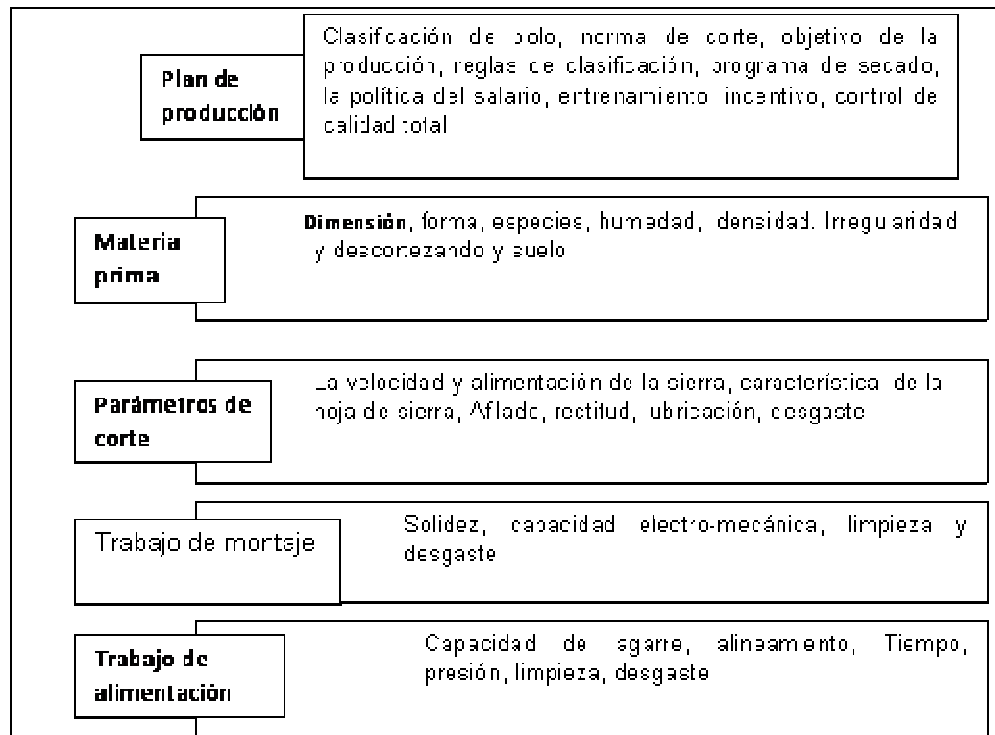 Plan de
producción
Clasificación de bolo, norma de corte, objetivo de la
producción, reglas de clasificación, programa de secado,
la política del salario, entrenamiento incentivo, control de
calidad total
Materia
prima
Dimensión, forma, especies, humedad, densidad. Irregularidad
y descortezando y suelo
Parámetros de
corte
La velocidad y alimentación de la sierra, característica de la
hoja de sierra, Afilado, rectitud, lubricación, desgaste
Trabajo de montaje
Solidez, capacidad electro-mecánica, limpieza y
desgaste
Trabajo de
alimentación
Capacidad de agarre, alineamiento, Tiempo,
presión, limpieza, desgaste